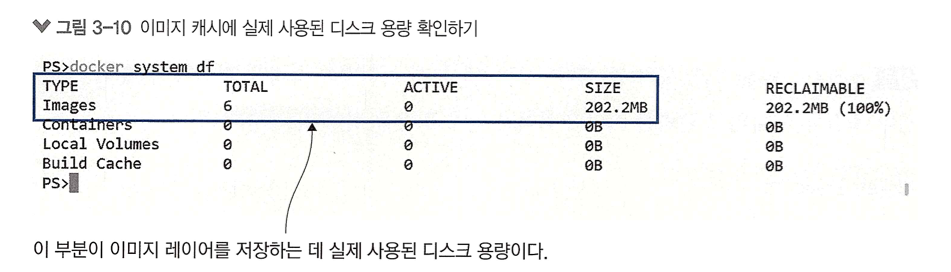 그림 3-10 이미지 캐시에 실제 사용된 디스크 용량 확인하기
PS>docker system df
TYPE TOTAL ACTIVE SIZE RECLAIMABLE
Images 6 0 202.2MB 202.2MB (100%)
Containers 0 0 0B 0B
Local Volumes 0 0 0B 0B
Build Cache 0 0 0B 0B
PS>
이 부분이 이미지 레이어를 저장하는 데 실제 사용된 디스크 용량이다.